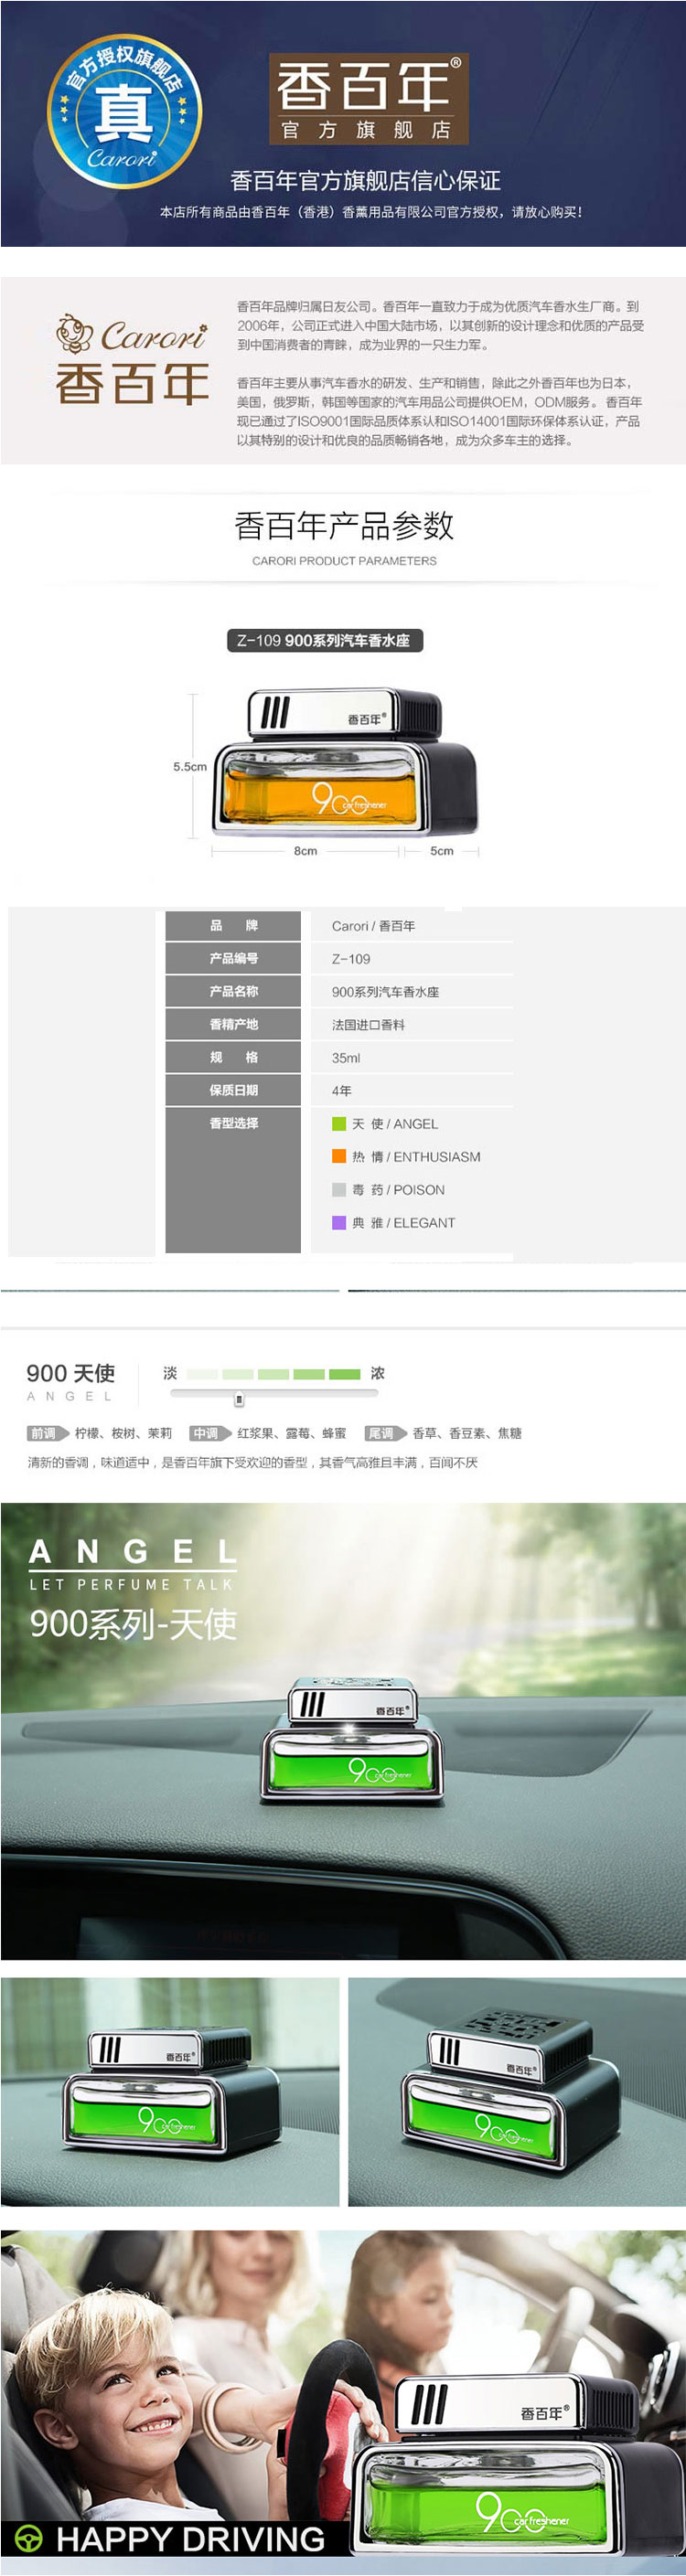 官方授权旗舰店
真
Carori
香百年®
官方旗舰店
香百年官方旗舰店信心保证
本店所有商品由香百年（香港）香薰用品有限公司官方授权，请放心购买！
Carori
香百年
香百年品牌归属日友公司。香百年一直致力于成为优质汽车香水生厂商。到
2006年，公司正式进入中国大陆市场，以其创新的设计理念和优质的产品受
到中国消费者的青睐，成为业界的一只生力军。
香百年主要从事汽车香水的研发、生产和销售，除此之外香百年也为日本，
美国，俄罗斯，韩国等国家的汽车用品公司提供OEM，ODM服务。 香百年
现已通过了ISO9001国际品质体系认和ISO14001国际环保体系认证，产品
以其特别的设计和优良的品质畅销各地，成为众多车主的选择。
香百年产品参数
CARORI PRODUCT PARAMETERS
Z-109 900系列汽车香水座
香百年®
5.5cm
900 car freshener
8cm 5cm
品 牌 Carori / 香百年
产品编号 Z-109
产品名称 900系列汽车香水座
香精产地 法国进口香料
规 格 35ml
保质日期 4年
香型选择 天 使 / ANGEL
热 情 / ENTHUSIASM
毒 药 / POISON
典 雅 / ELEGANT
900 天使 淡 浓
ANGEL
前调 柠檬、桉树、茉莉 中调 红浆果、露莓、蜂蜜 尾调 香草、香豆素、焦糖
清新的香调，味道适中，是香百年旗下受欢迎的香型，其香气高雅且丰满，百闻不厌
ANGEL
LET PERFUME TALK
900系列-天使
香百年®
900 car freshener
香百年®
900 car freshener
香百年®
900 car freshener
香百年®
900 car freshener
HAPPY DRIVING